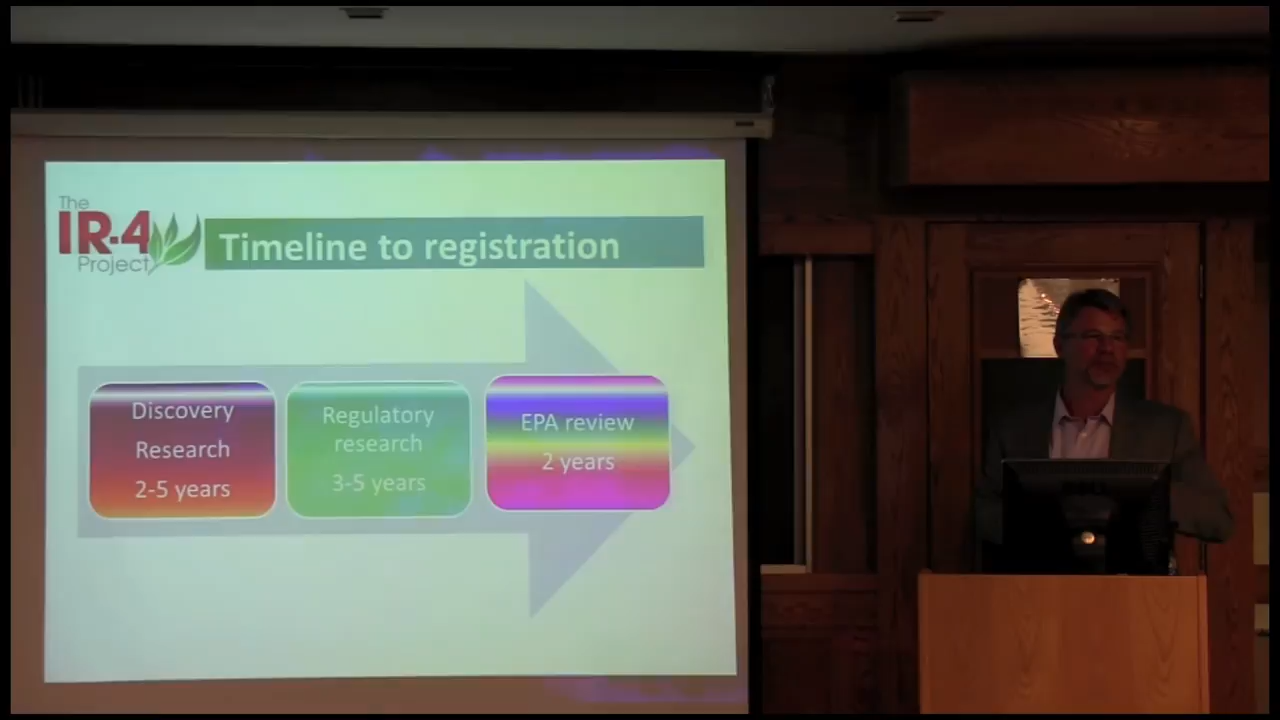 The
IR-4
Project
Timeline to registration
Discovery
Research
2-5 years
Regulatory
research
3-5 years
EPA review
2 years